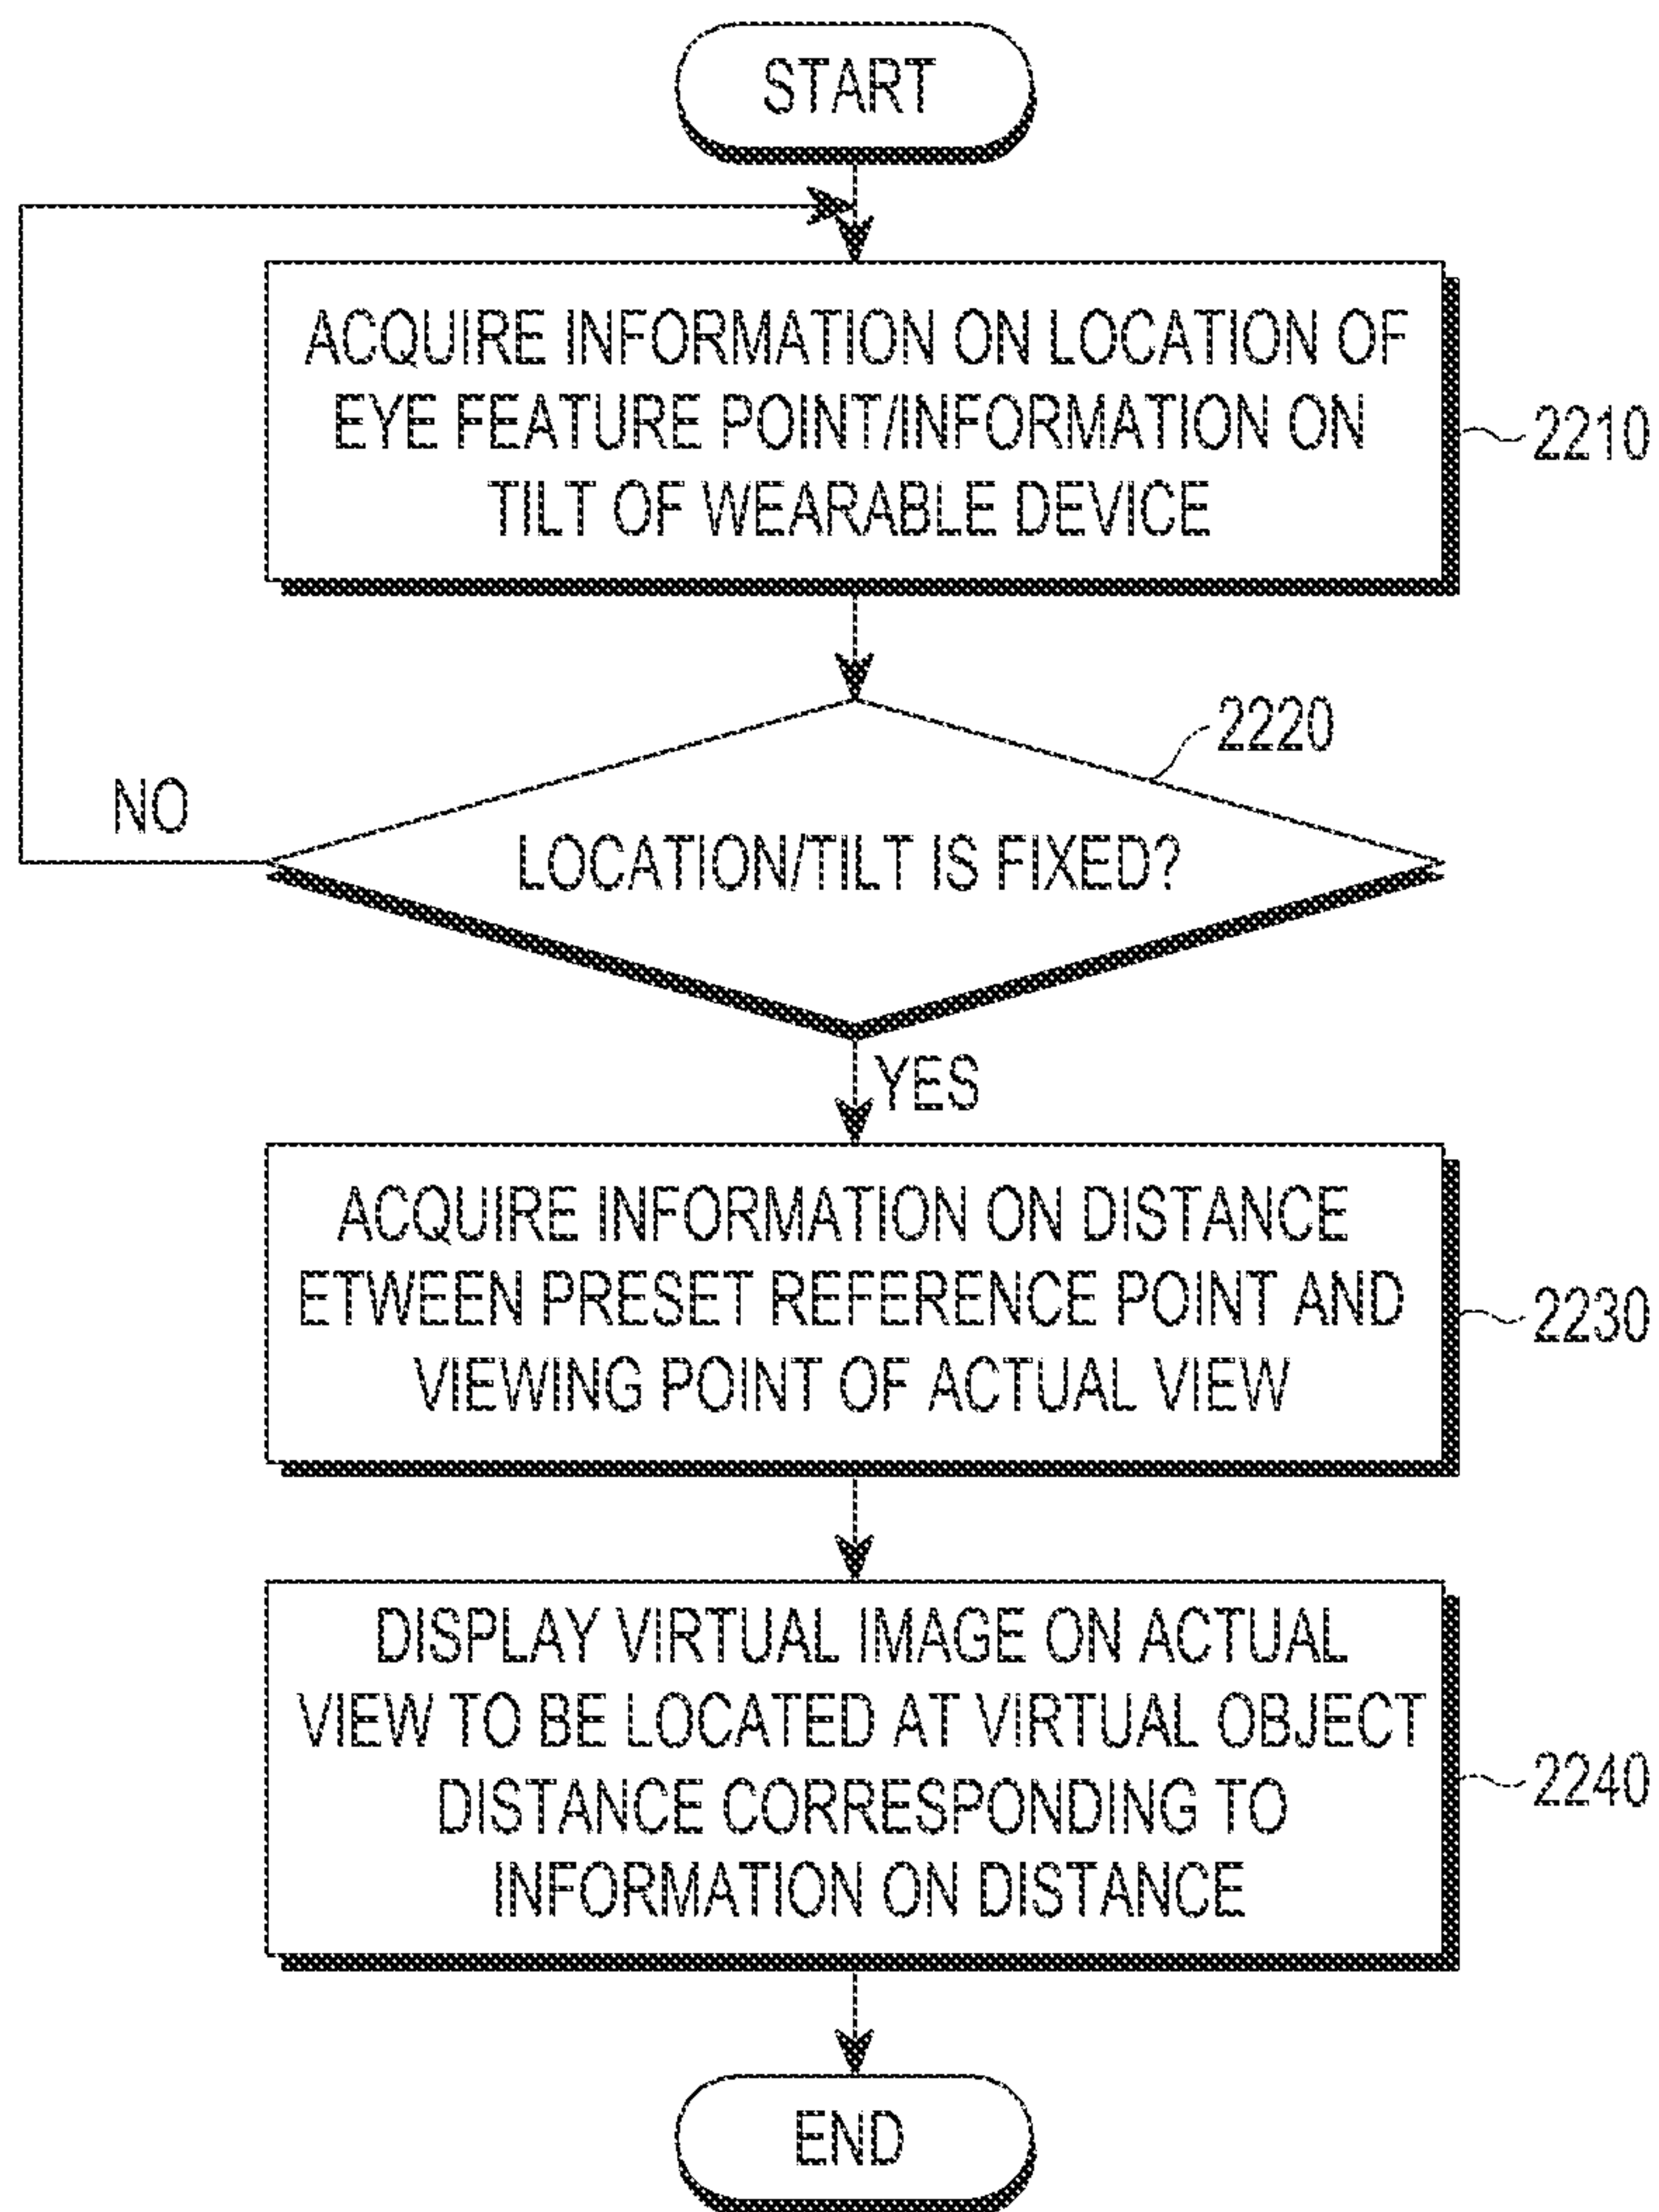 START
ACQUIRE INFORMATION ON LOCATION OF
EYE FEATURE POINT/INFORMATION ON
TILT OF WEARABLE DEVICE
2210
2220
NO
LOCATION/TILT IS FIXED?
YES
ACQUIRE INFORMATION ON DISTANCE
ETWEEN PRESET REFERENCE POINT AND
VIEWING POINT OF ACTUAL VIEW
2230
DISPLAY VIRTUAL IMAGE ON ACTUAL
VIEW TO BE LOCATED AT VIRTUAL OBJECT
DISTANCE CORRESPONDING TO
INFORMATION ON DISTANCE
2240
END